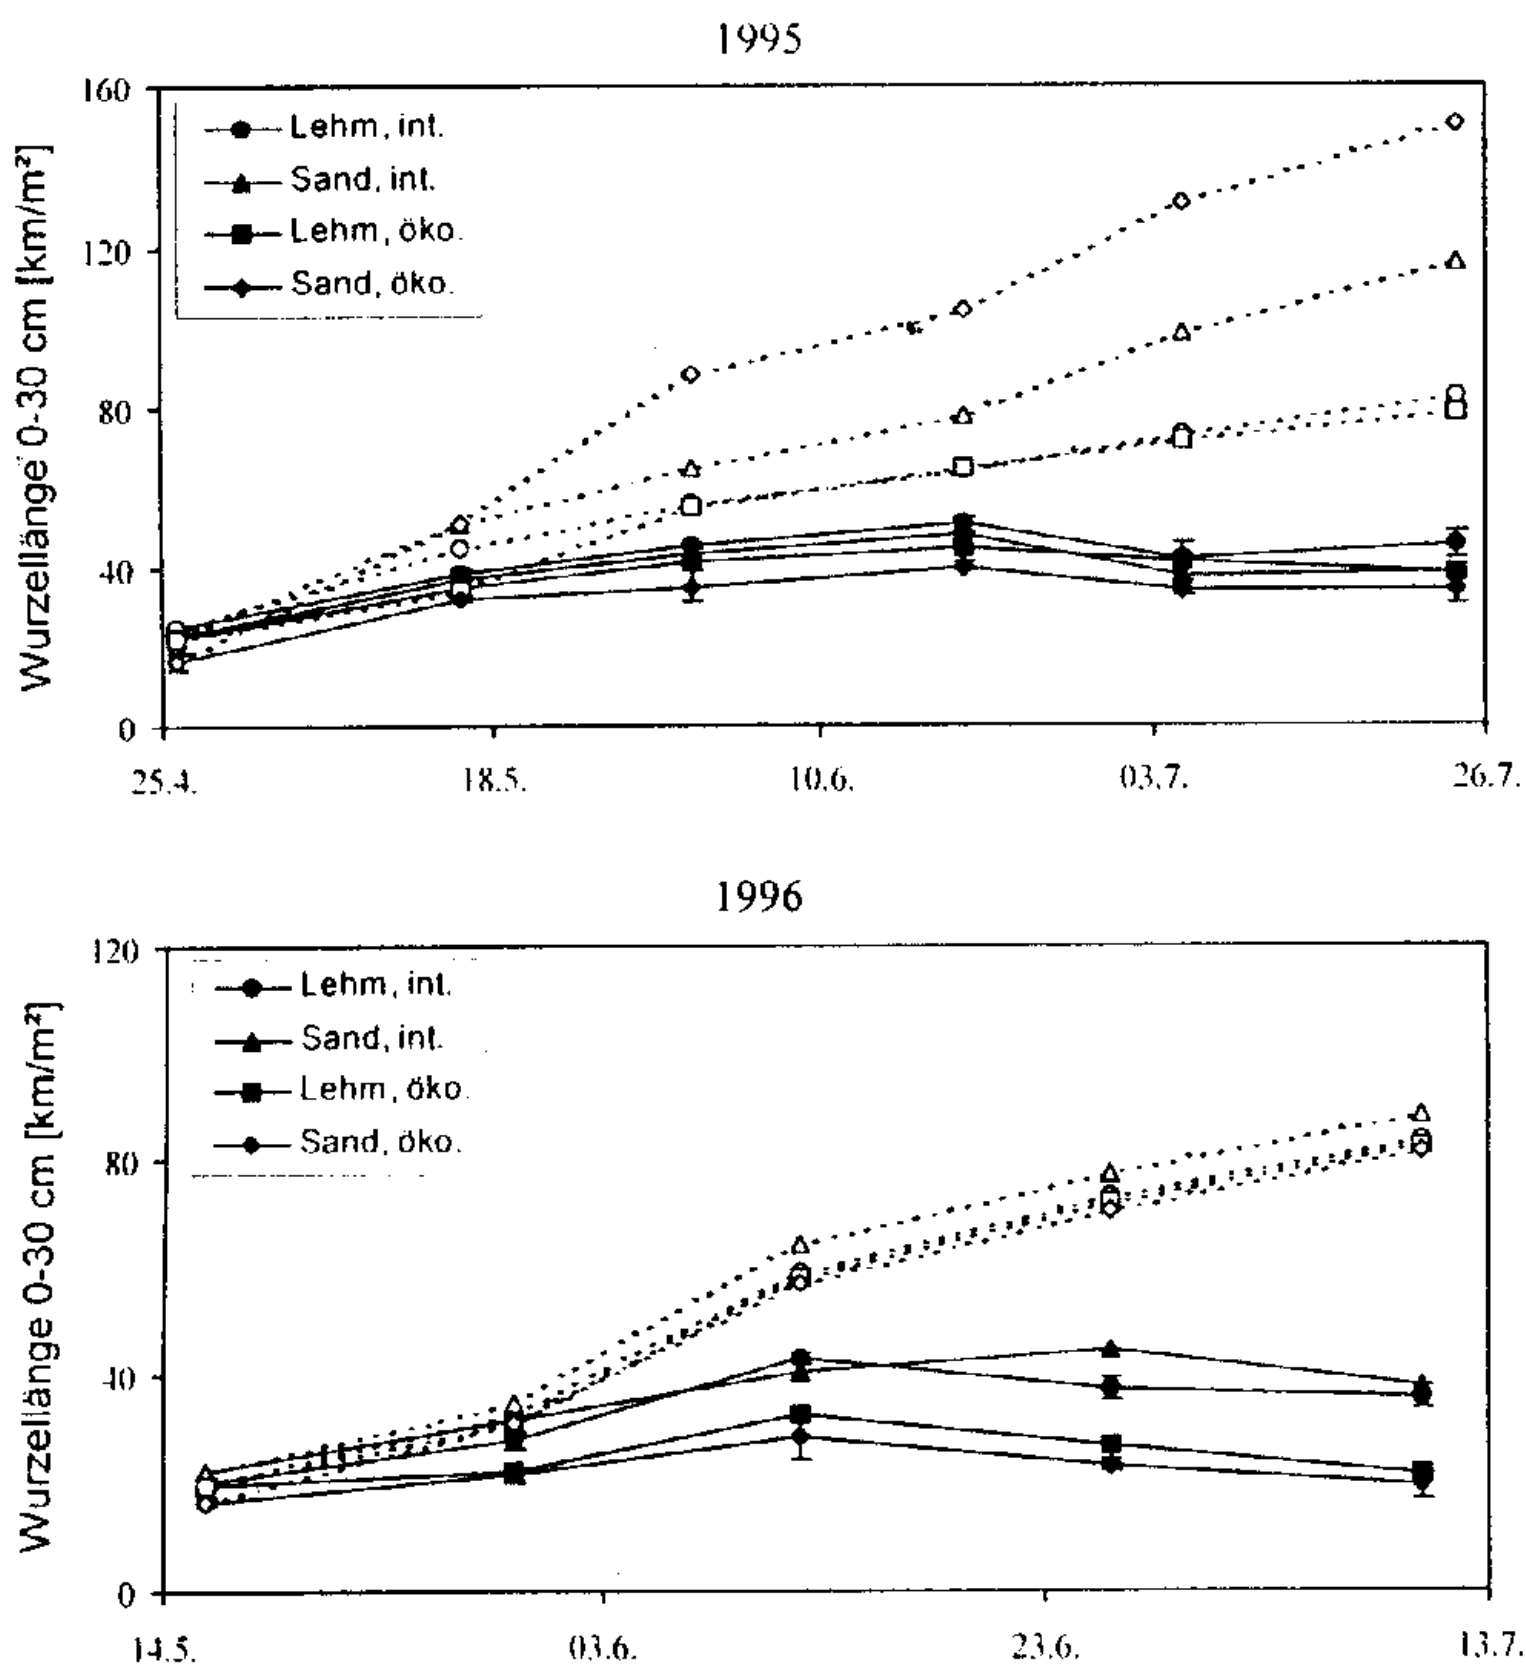 1995
Wurzellänge 0-30 cm [km/m²]
160
120
80
40
0
Lehm, int.
Sand, int.
Lehm, öko.
Sand, öko.
25.4. 18.5. 10.6. 03.7. 26.7.
1996
Wurzellänge 0-30 cm [km/m²]
120
80
40
0
Lehm, int.
Sand, int.
Lehm, öko.
Sand, öko.
14.5. 03.6. 23.6. 13.7.